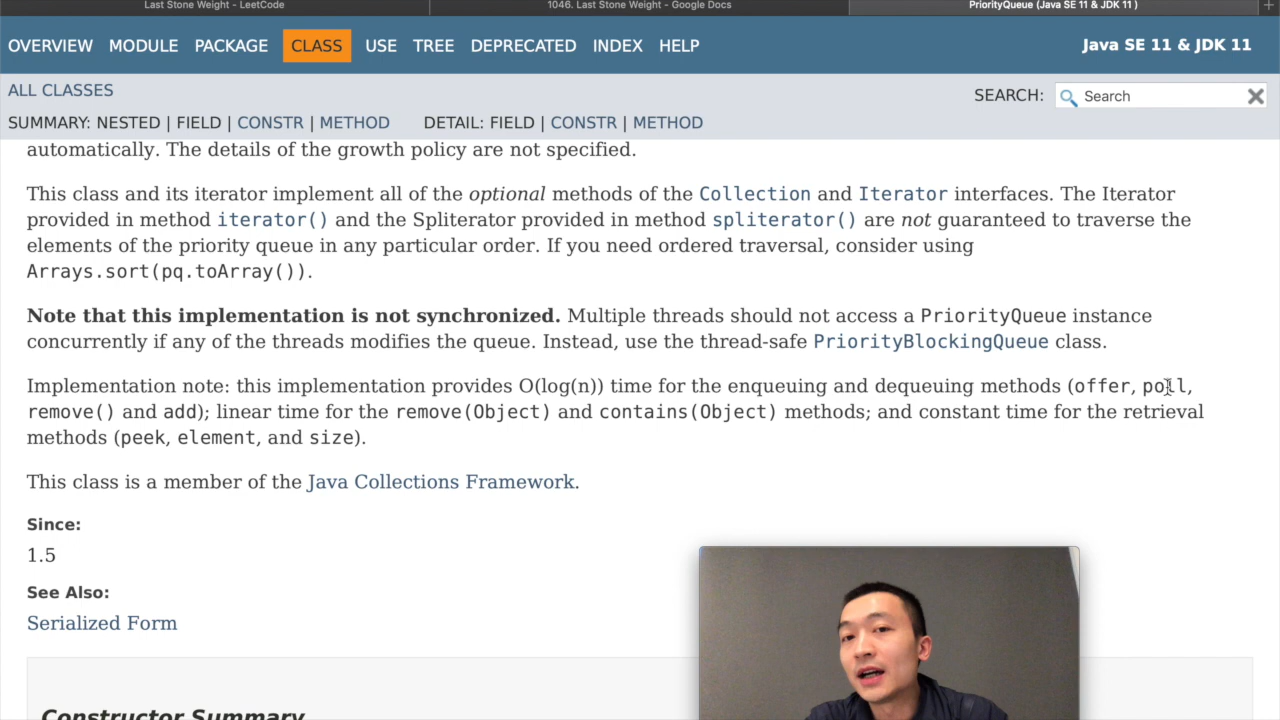 Last Stone Weight - LeetCode
1046. Last Stone Weight - Google Docs
PriorityQueue (Java SE 11 & JDK 11 )
OVERVIEW MODULE PACKAGE CLASS USE TREE DEPRECATED INDEX HELP
Java SE 11 & JDK 11
ALL CLASSES
SEARCH: Search
SUMMARY: NESTED | FIELD | CONSTR | METHOD DETAIL: FIELD | CONSTR | METHOD
automatically. The details of the growth policy are not specified.
This class and its iterator implement all of the optional methods of the Collection and Iterator interfaces. The Iterator
provided in method iterator() and the Spliterator provided in method spliterator() are not guaranteed to traverse the
elements of the priority queue in any particular order. If you need ordered traversal, consider using
Arrays.sort(pq.toArray()).
Note that this implementation is not synchronized. Multiple threads should not access a PriorityQueue instance
concurrently if any of the threads modifies the queue. Instead, use the thread-safe PriorityBlockingQueue class.
Implementation note: this implementation provides O(log(n)) time for the enqueuing and dequeuing methods (offer, poll,
remove() and add); linear time for the remove(Object) and contains(Object) methods; and constant time for the retrieval
methods (peek, element, and size).
This class is a member of the Java Collections Framework.
Since:
1.5
See Also:
Serialized Form
Constructor Summary